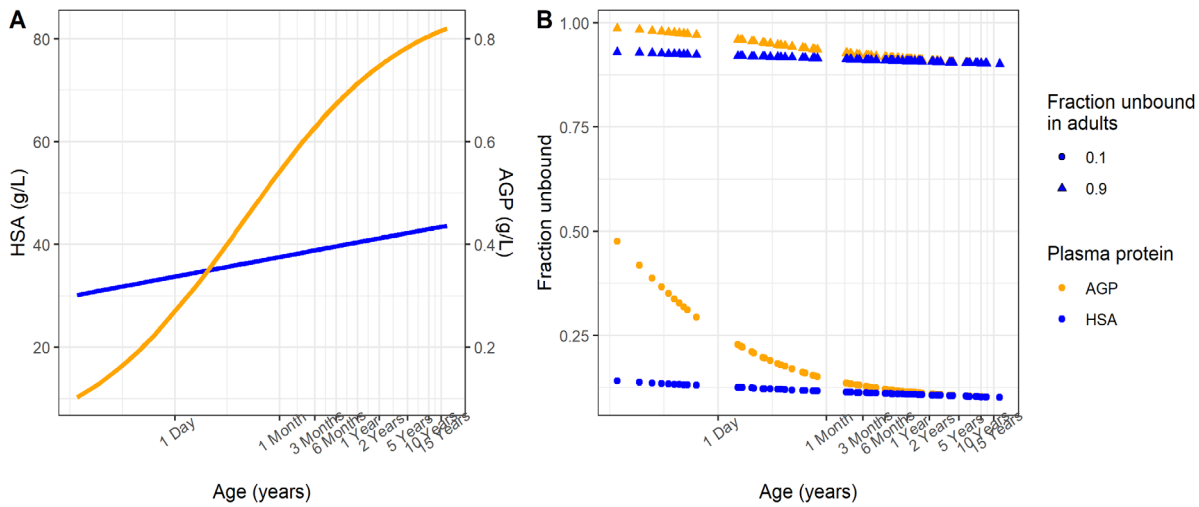 A
80
60
40
20
HSA (g/L)
0.8
0.6
0.4
0.2
AGP (g/L)
1 Day
1 Month
3 Months
6 Months
1 Year
2 Years
5 Years
10 Years
15 Years
Age (years)
B
1.00
0.75
0.50
0.25
Fraction unbound
1 Day
1 Month
3 Months
6 Months
1 Year
2 Years
5 Years
10 Years
15 Years
Age (years)
Fraction unbound
in adults
0.1
0.9
Plasma protein
AGP
HSA